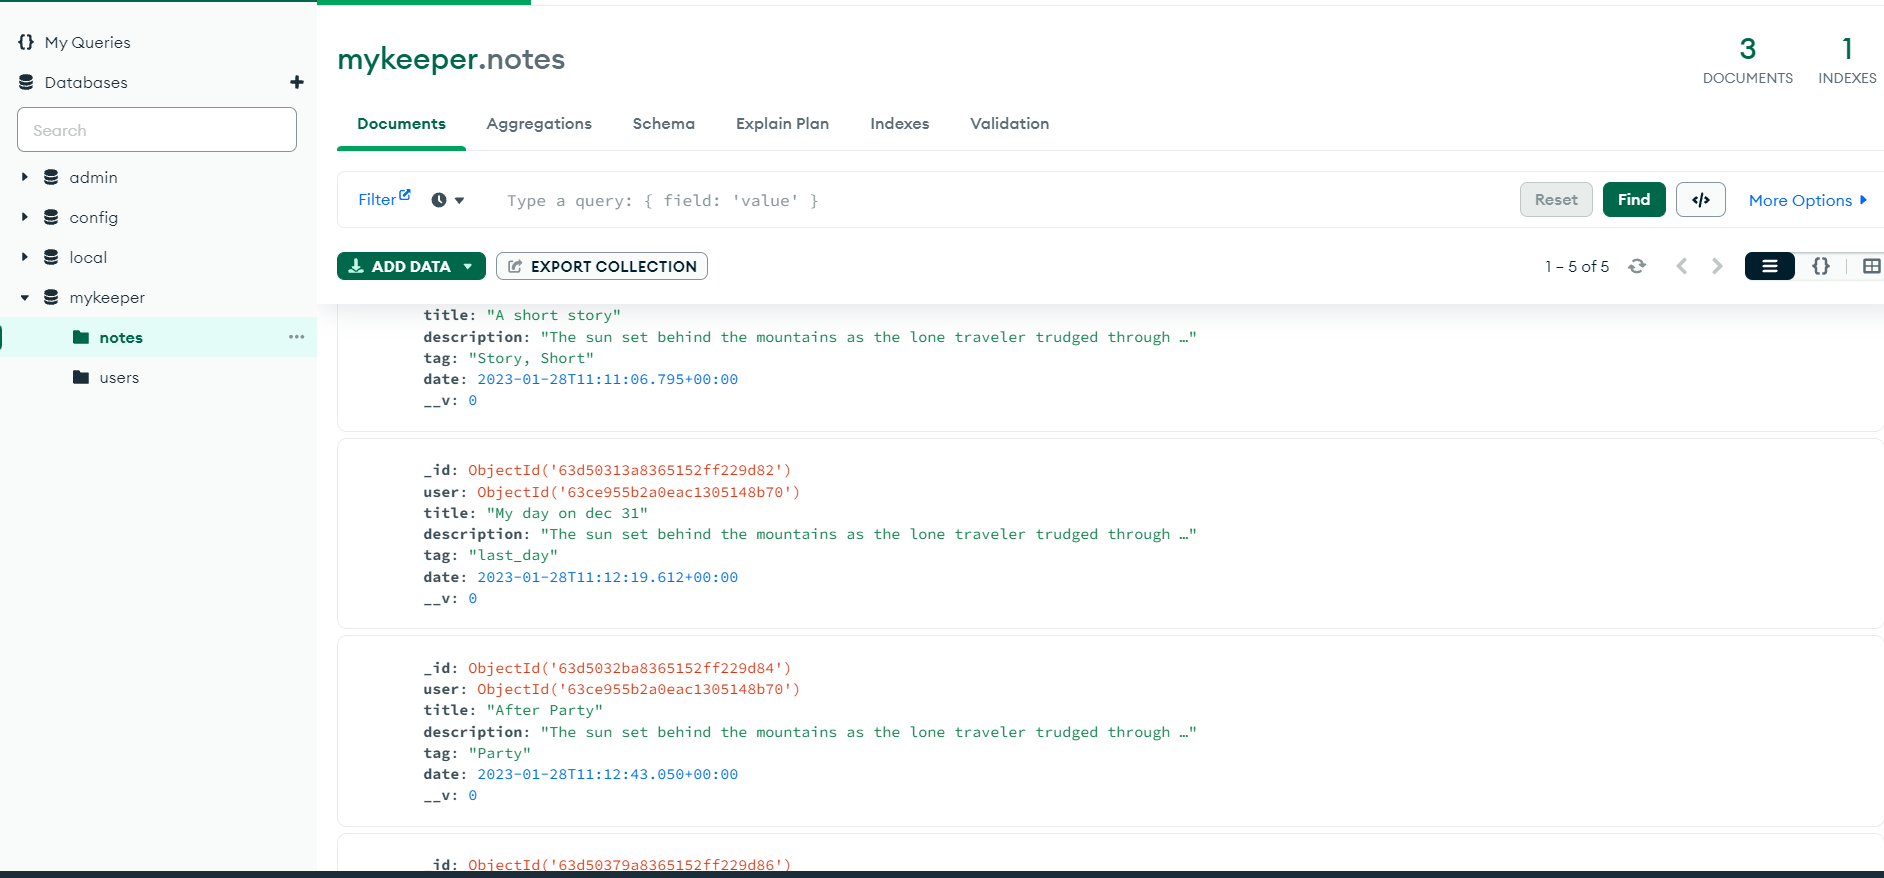 My Queries
Databases
Search
admin
config
local
mykeeper
notes
users
mykeeper.notes
3
DOCUMENTS
1
INDEXES
Documents Aggregations Schema Explain Plan Indexes Validation
Filter Type a query: { field: 'value' } Reset Find </> More Options
ADD DATA EXPORT COLLECTION 1 – 5 of 5 {}
title: "A short story"
description: "The sun set behind the mountains as the lone traveler trudged through …"
tag: "Story, Short"
date: 2023-01-28T11:11:06.795+00:00
__v: 0
_id: ObjectId('63d50313a8365152ff229d82')
user: ObjectId('63ce955b2a0eac1305148b70')
title: "My day on dec 31"
description: "The sun set behind the mountains as the lone traveler trudged through …"
tag: "last_day"
date: 2023-01-28T11:12:19.612+00:00
__v: 0
_id: ObjectId('63d5032ba8365152ff229d84')
user: ObjectId('63ce955b2a0eac1305148b70')
title: "After Party"
description: "The sun set behind the mountains as the lone traveler trudged through …"
tag: "Party"
date: 2023-01-28T11:12:43.050+00:00
__v: 0
_id: ObjectId('63d50379a8365152ff229d86')